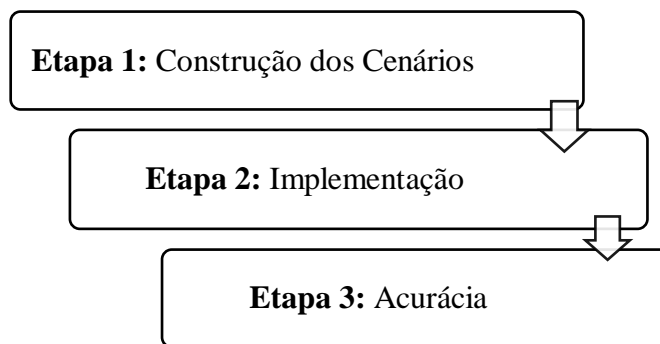 Etapa 1: Construção dos Cenários
Etapa 2: Implementação
Etapa 3: Acurácia